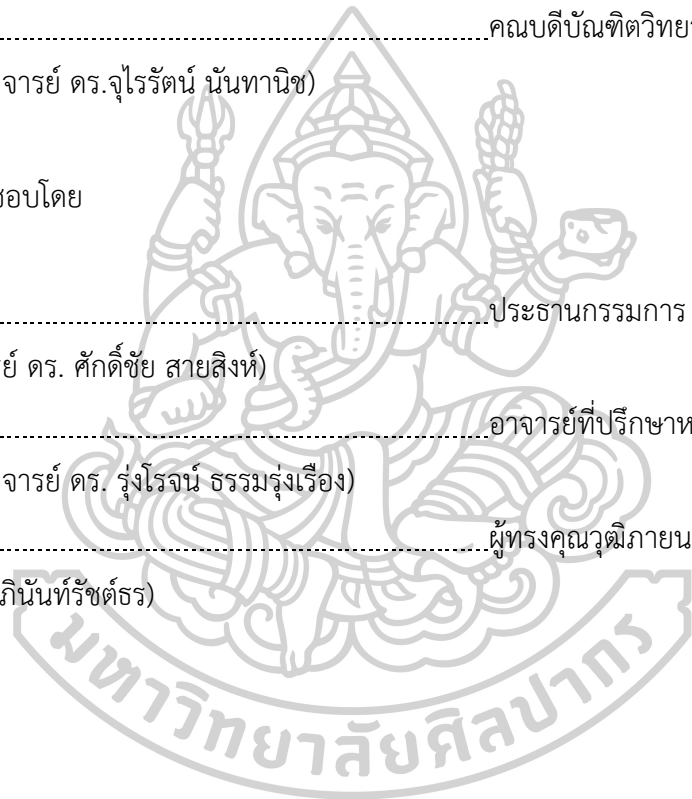 คณบดีบัณฑิตวิทยา
จารย์ ดร.จุไรรัตน์ นันทานิช)
ชอบโดย
ประธานกรรมการ
ย์ ดร. ศักดิ์ชัย สายสิงห์)
อาจารย์ที่ปรึกษาห
จารย์ ดร. รุ่งโรจน์ ธรรมรุ่งเรือง)
ผู้ทรงคุณวุฒิภายน
ภินันท์รัชต์ธร)
มหาวิทยาลัยศิลปากร